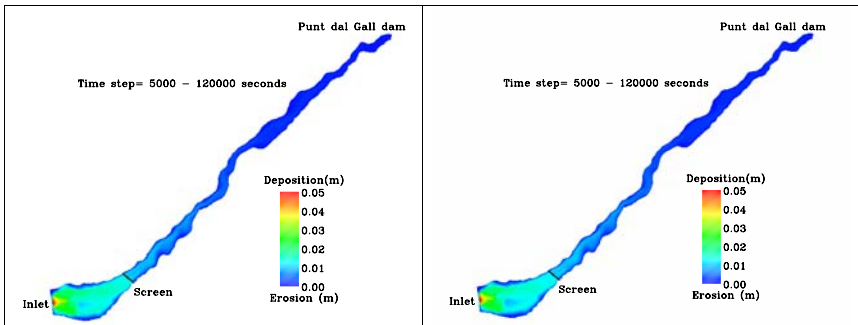 Punt dal Gall dam
Time step= 5000 - 120000 seconds
Deposition(m)
0.05
0.04
0.03
0.02
0.01
0.00
Erosion (m)
Screen
Inlet
Punt dal Gall dam
Time step= 5000 - 120000 seconds
Deposition(m)
0.05
0.04
0.03
0.02
0.01
0.00
Erosion (m)
Screen
Inlet